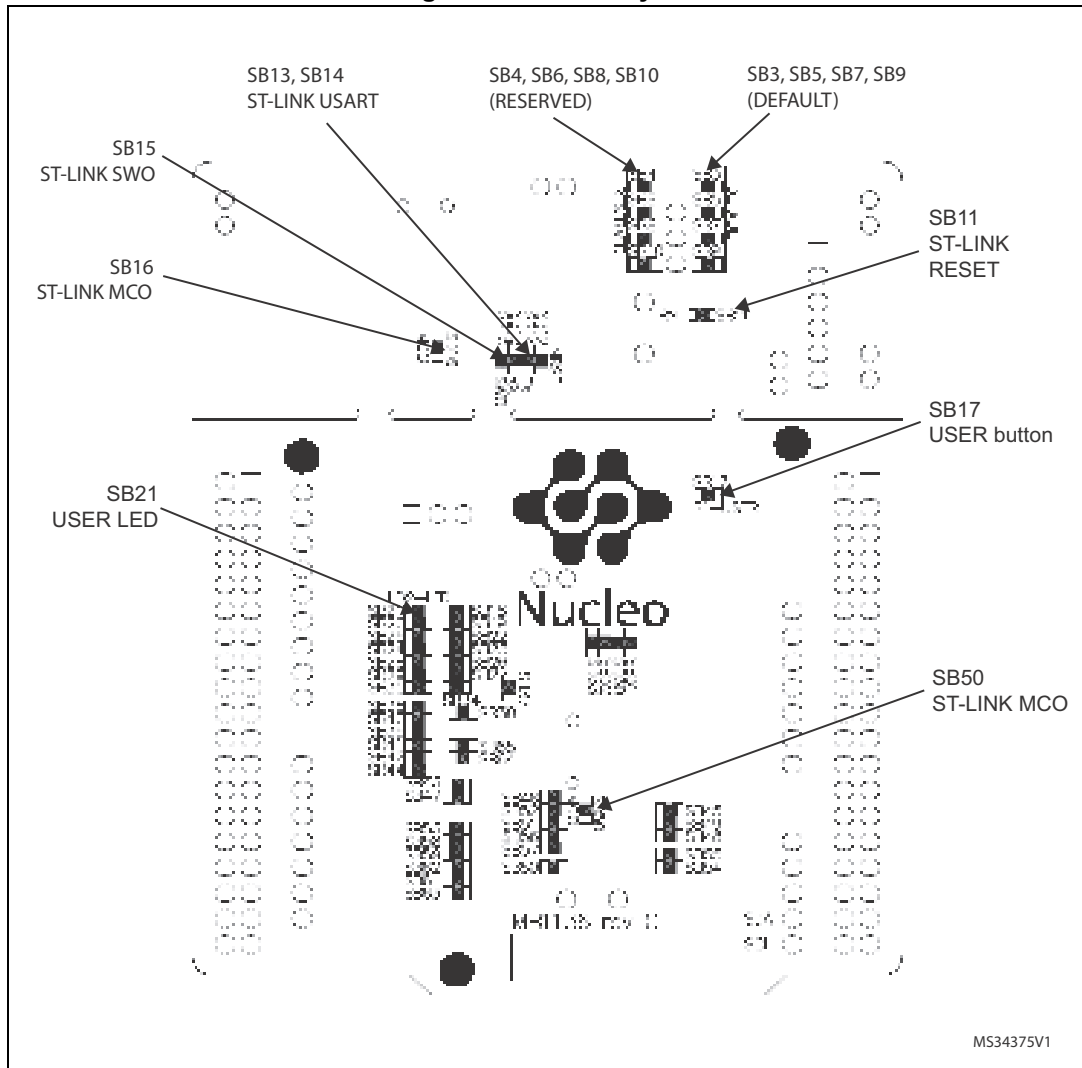 SB13, SB14
ST-LINK USART
SB4, SB6, SB8, SB10
(RESERVED)
SB3, SB5, SB7, SB9
(DEFAULT)
SB15
ST-LINK SWO
SB11
ST-LINK
RESET
SB16
ST-LINK MCO
SB17
USER button
SB21
USER LED
Nucleo
SB50
ST-LINK MCO
MS34375V1